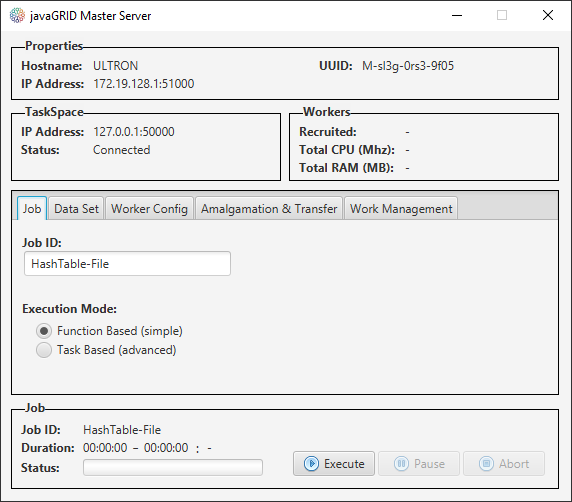 javaGRID Master Server
Properties
Hostname: ULTRON UUID: M-sl3g-0rs3-9f05
IP Address: 172.19.128.1:51000
TaskSpace
IP Address: 127.0.0.1:50000
Status: Connected
Workers
Recruited: -
Total CPU (Mhz): -
Total RAM (MB): -
Job Data Set Worker Config Amalgamation & Transfer Work Management
Job ID:
HashTable-File
Execution Mode:
Function Based (simple)
Task Based (advanced)
Job
Job ID: HashTable-File
Duration: 00:00:00 - 00:00:00 : -
Status:
Execute Pause Abort